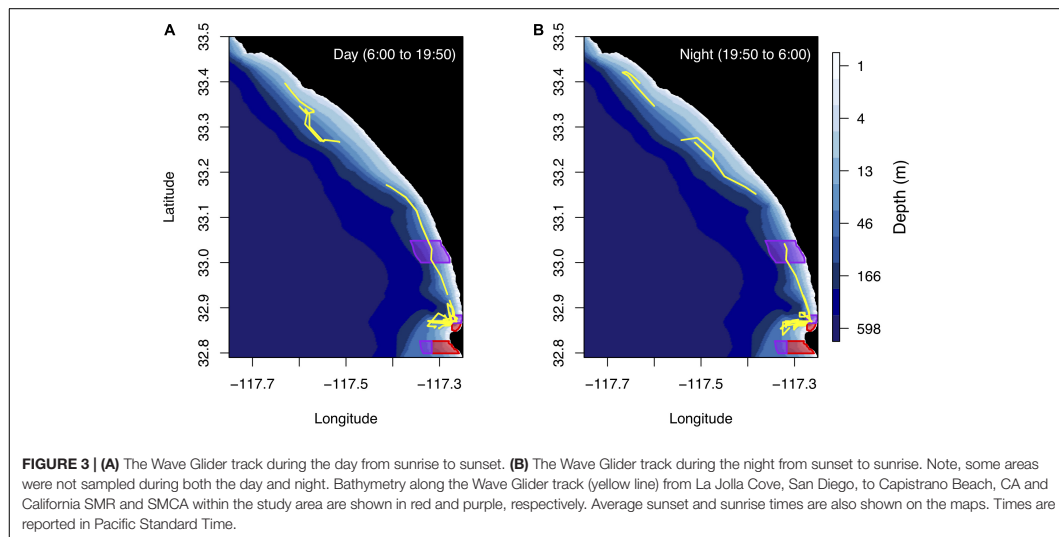 A
B
Day (6:00 to 19:50)
Night (19:50 to 6:00)
33.5
33.4
33.3
33.2
33.1
33.0
32.9
32.8
Latitude
−117.7
−117.5
−117.3
Longitude
33.5
33.4
33.3
33.2
33.1
33.0
32.9
32.8
−117.7
−117.5
−117.3
Longitude
1
4
13
46
166
598
Depth (m)
FIGURE 3 | (A) The Wave Glider track during the day from sunrise to sunset. (B) The Wave Glider track during the night from sunset to sunrise. Note, some areas
were not sampled during both the day and night. Bathymetry along the Wave Glider track (yellow line) from La Jolla Cove, San Diego, to Capistrano Beach, CA and
California SMR and SMCA within the study area are shown in red and purple, respectively. Average sunset and sunrise times are also shown on the maps. Times are
reported in Pacific Standard Time.